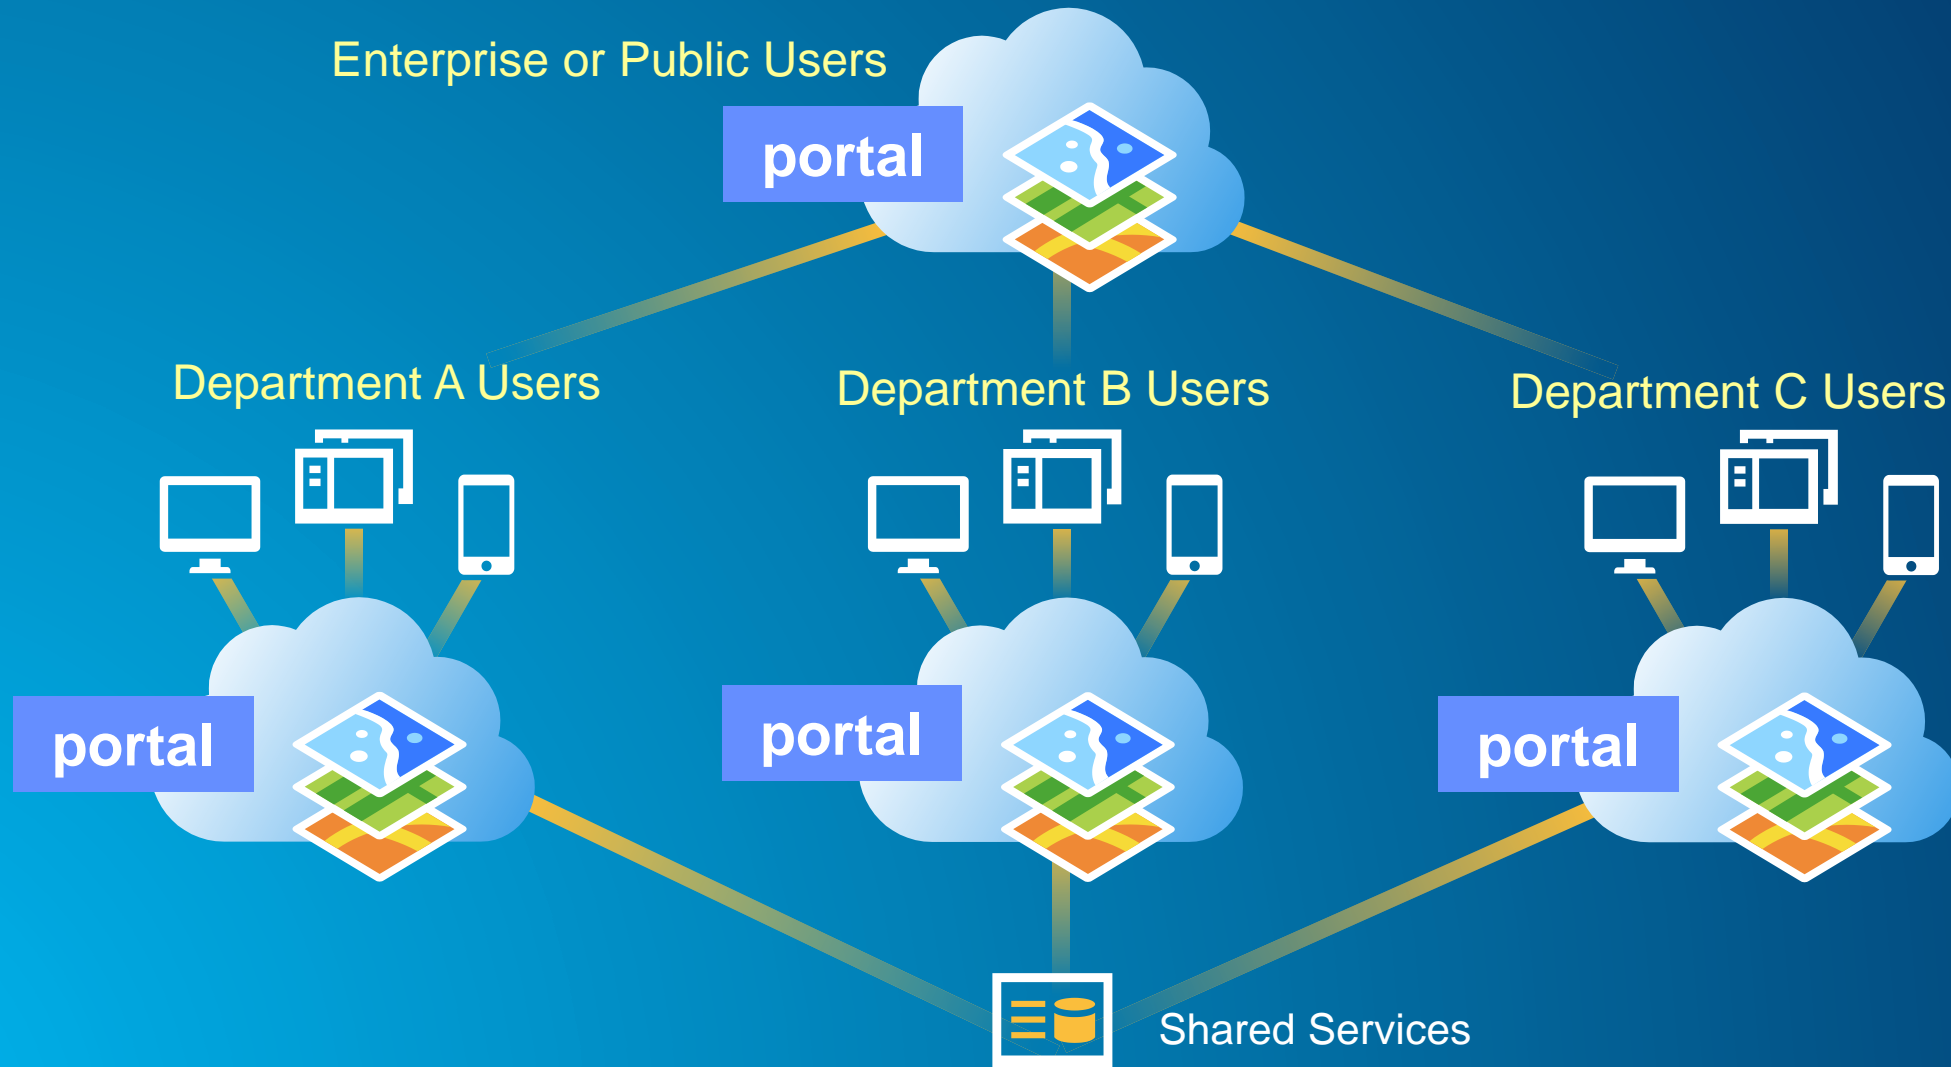 Enterprise or Public Users
portal
Department A Users
Department B Users
Department C Users
portal
portal
portal
Shared Services